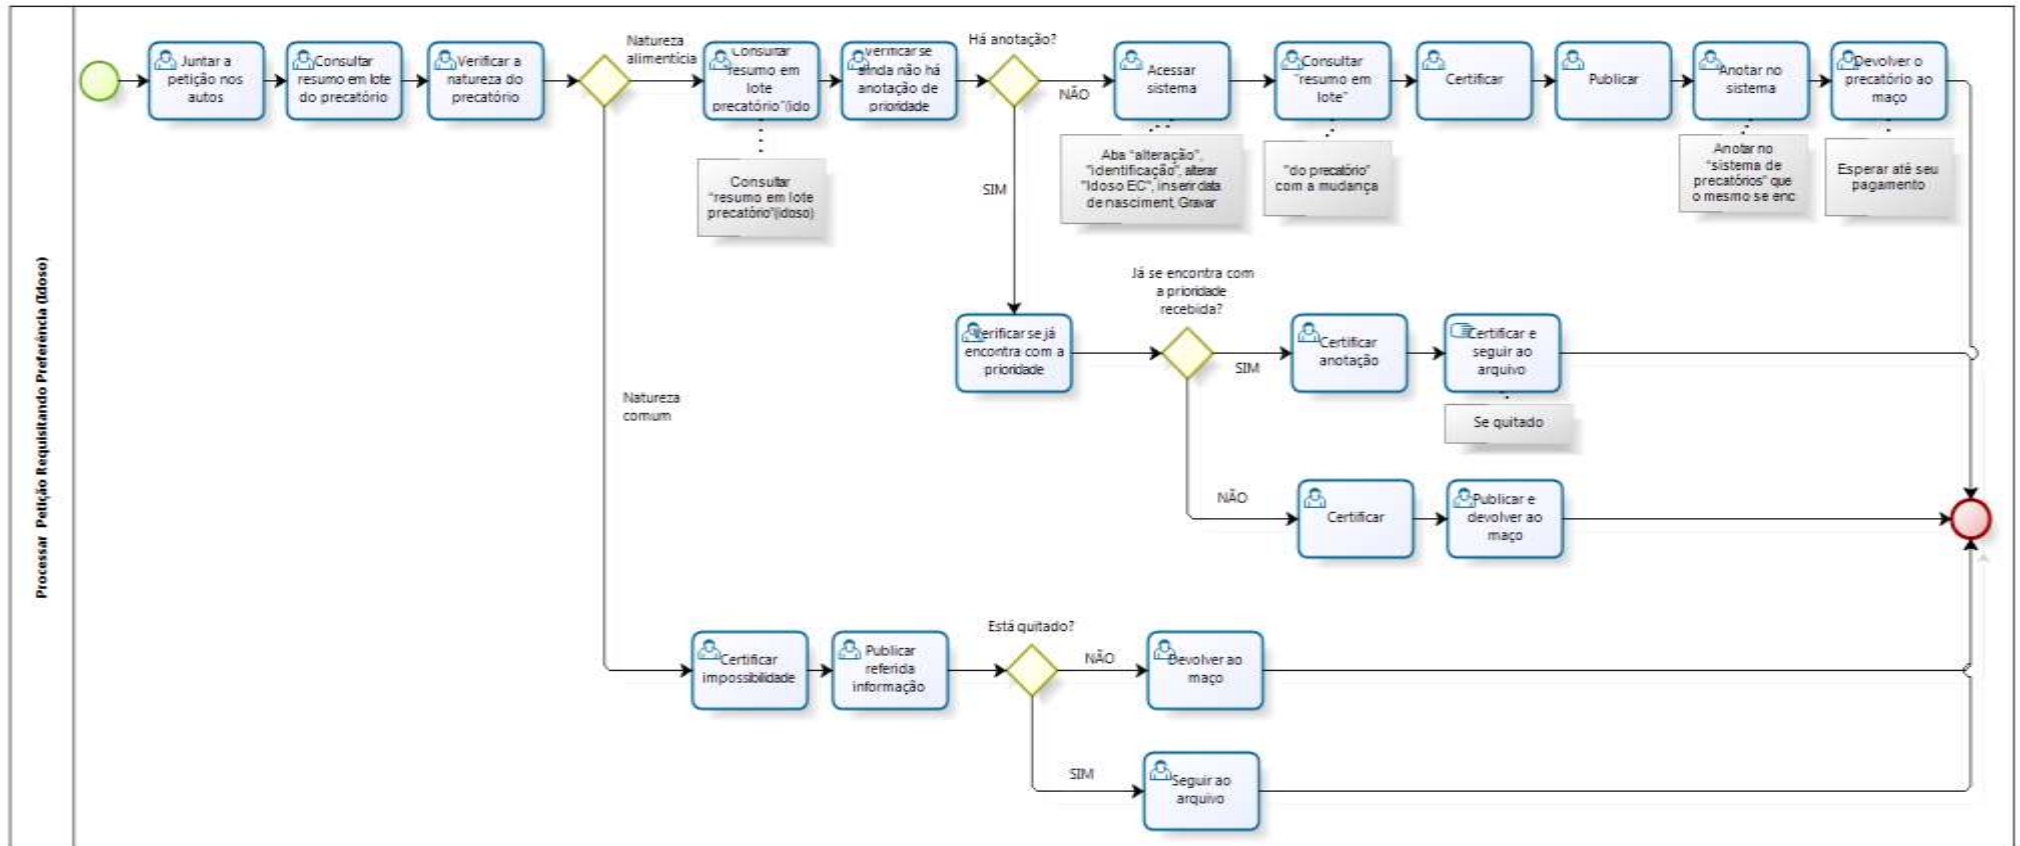 Processar Petição Requisitando Preferência (Idoso)
Juntar a
petição nos
autos
Consultar
resumo em lote
do precatório
Verificar a
natureza do
precatório
Natureza
alimentícia
Consultar
"resumo em
lote
precatório"(ido
Consultar
"resumo em lote
precatório"(idoso)
Verificar se
ainda não há
anotação de
prioridade
Há anotação?
NÃO
SIM
Acessar
sistema
Aba "alteração",
"identificação", alterar
"Idoso EC", inserir data
de nasciment, Gravar
Consultar
"resumo em
lote"
"do precatório"
com a mudança
Certificar
Publicar
Anotar no
sistema
Anotar no
"sistema de
precatórios" que
o mesmo se enc
Devolver o
precatório ao
maço
Esperar até seu
pagamento
Verificar se já
encontra com a
prioridade
Já se encontra com
a prioridade
recebida?
SIM
Certificar
anotação
Certificar e
seguir ao
arquivo
Se quitado
NÃO
Certificar
Publicar e
devolver ao
maço
Natureza
comum
Certificar
impossibilidade
Publicar
referida
informação
Está quitado?
NÃO
Devolver ao
maço
SIM
Seguir ao
arquivo